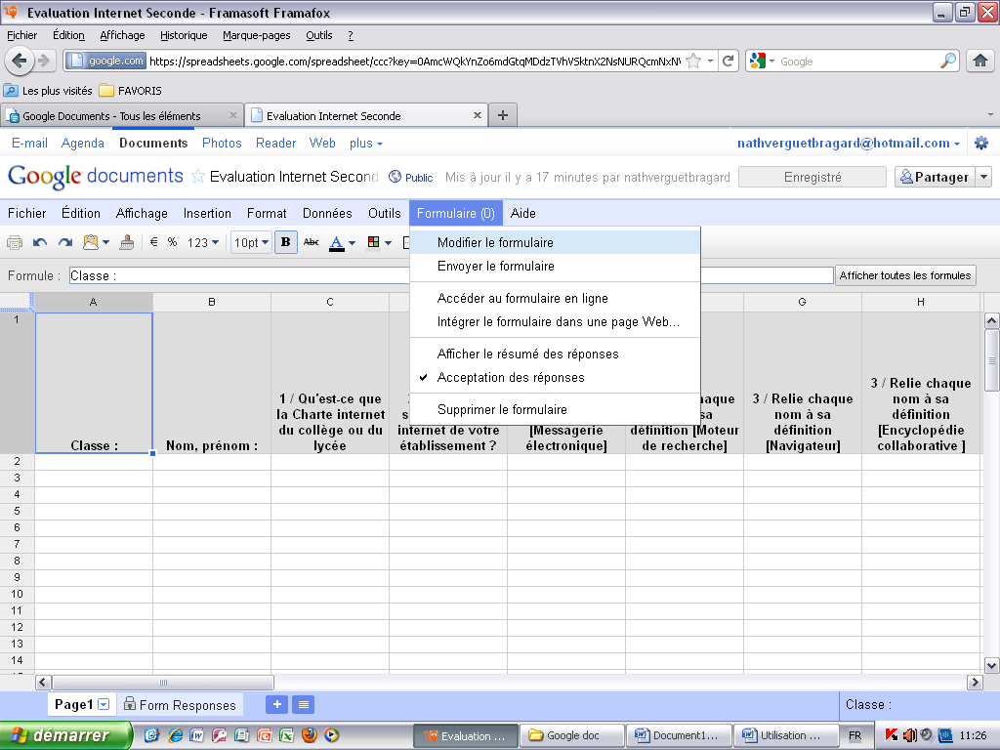 Evaluation Internet Seconde - Framasoft Framafox
Fichier Édition Affichage Historique Marque-pages Outils ?
google.com https://spreadsheets.google.com/spreadsheet/ccc?key=0AmcWQkYnZo6mdGtqMDdzTVhVSktnX2NsNURQcmNxN Google
Les plus visités FAVORIS
Google Documents - Tous les éléments Evaluation Internet Seconde
E-mail Agenda Documents Photos Reader Web plus nathverguetbragard@hotmail.com
Google documents Evaluation Internet Second Public Mis à jour il y a 17 minutes par nathverguetbragard Enregistré Partager
Fichier Édition Affichage Insertion Format Données Outils Formulaire (0) Aide
€ % 123 10pt B Abc A
Modifier le formulaire
Envoyer le formulaire
Accéder au formulaire en ligne
Intégrer le formulaire dans une page Web...
Afficher le résumé des réponses
Acceptation des réponses
Supprimer le formulaire
Formule : Classe : Afficher toutes les formules
A B C G H
1
Classe :
Nom, prénom :
1 / Qu'est-ce que
la Charte internet
du collège ou du
lycée
internet de votre
établissement ?
[Messagerie
électronique]
définition [Moteur
de recherche]
3 / Relie chaque
nom à sa
définition
[Navigateur]
3 / Relie chaque
nom à sa
définition
[Encyclopédie
collaborative ]
2
3
4
5
6
7
8
9
10
11
12
13
14
Page1 Form Responses Classe :
démarrer Evaluation ... Google doc Document1... Utilisation ... FR 11:26